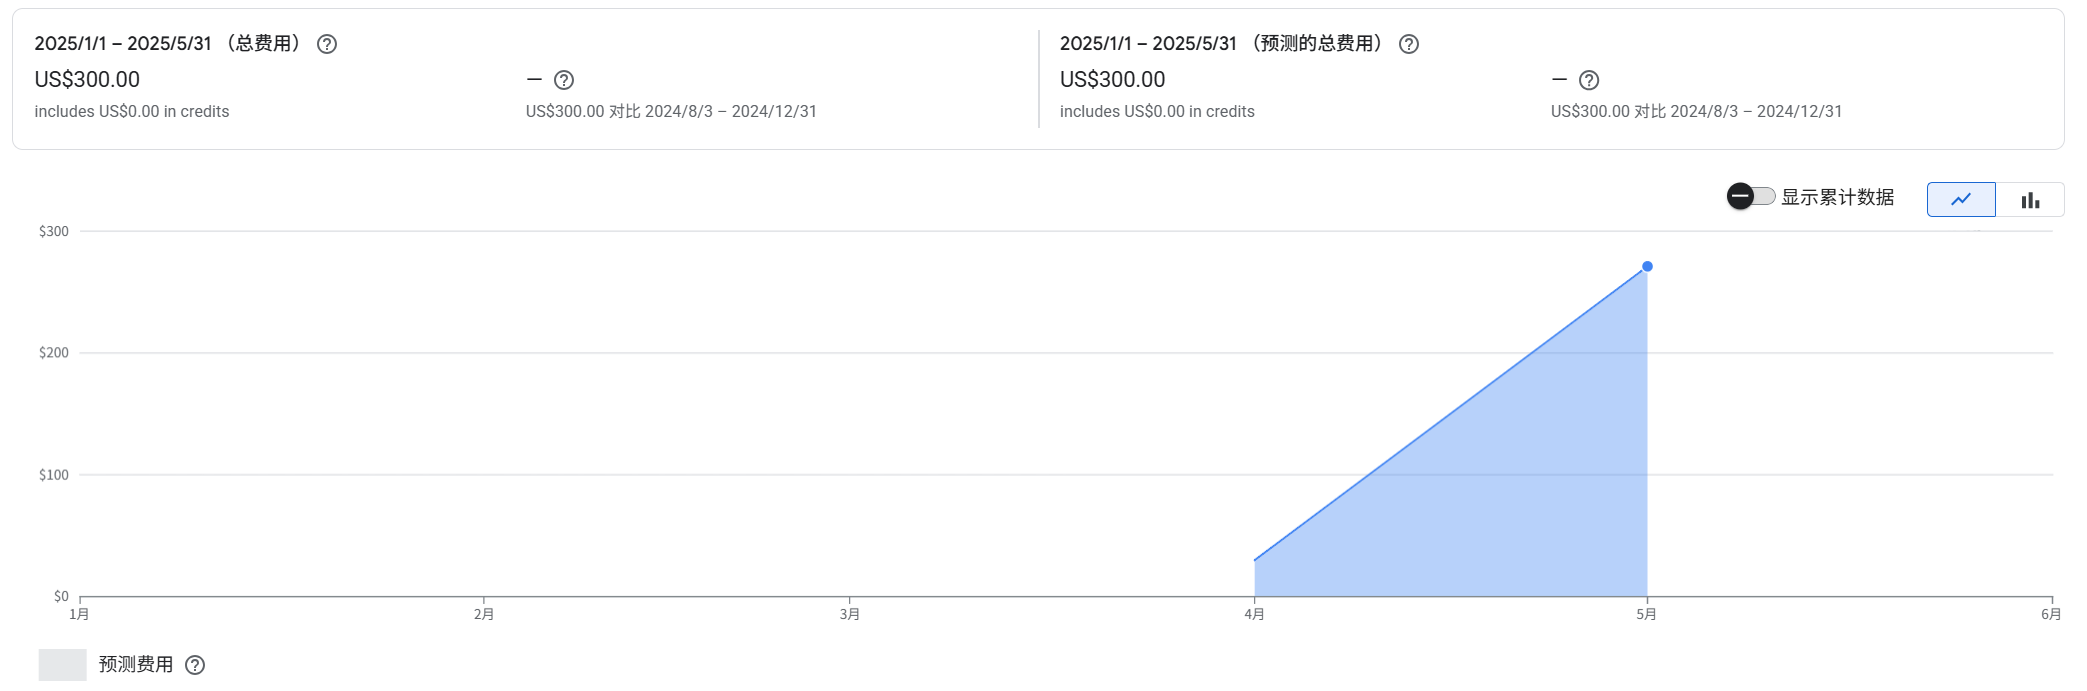 2025/1/1 – 2025/5/31 （总费用）
US$300.00
includes US$0.00 in credits
–
US$300.00 对比 2024/8/3 – 2024/12/31
2025/1/1 – 2025/5/31 （预测的总费用）
US$300.00
includes US$0.00 in credits
–
US$300.00 对比 2024/8/3 – 2024/12/31
显示累计数据
$300
$200
$100
$0
1月 2月 3月 4月 5月 6月
预测费用